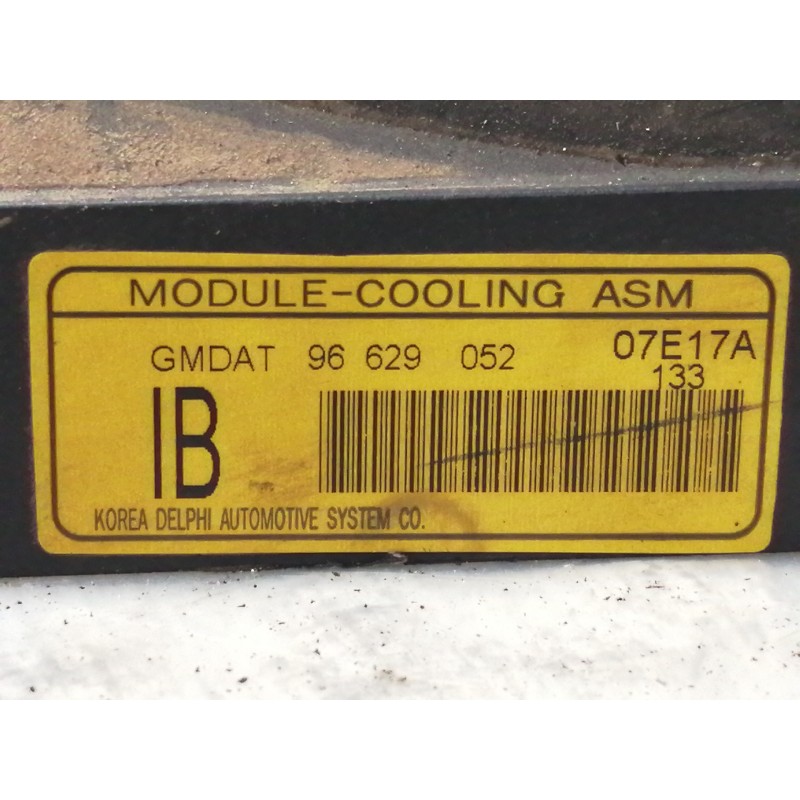 MODULE-COOLING ASM
GMDAT 96 629 052 07E17A
133
IB
KOREA DELPHI AUTOMOTIVE SYSTEM CO.